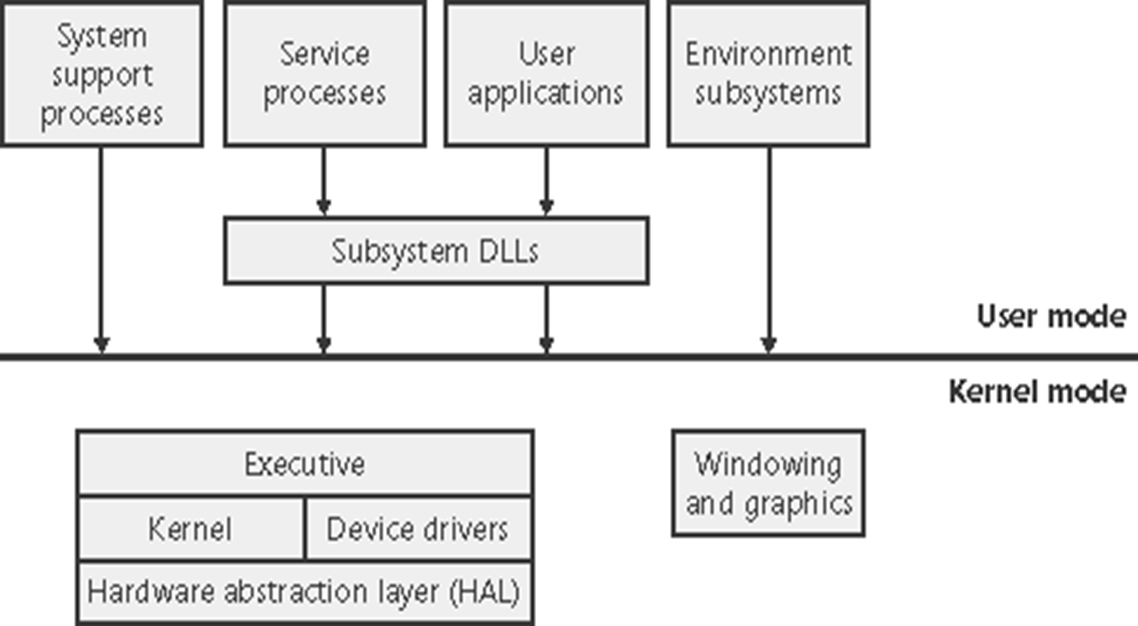 System
support
processes
Service
processes
User
applications
Environment
subsystems
Subsystem DLLs
User mode
Kernel mode
Executive
Kernel
Device drivers
Hardware abstraction layer (HAL)
Windowing
and graphics